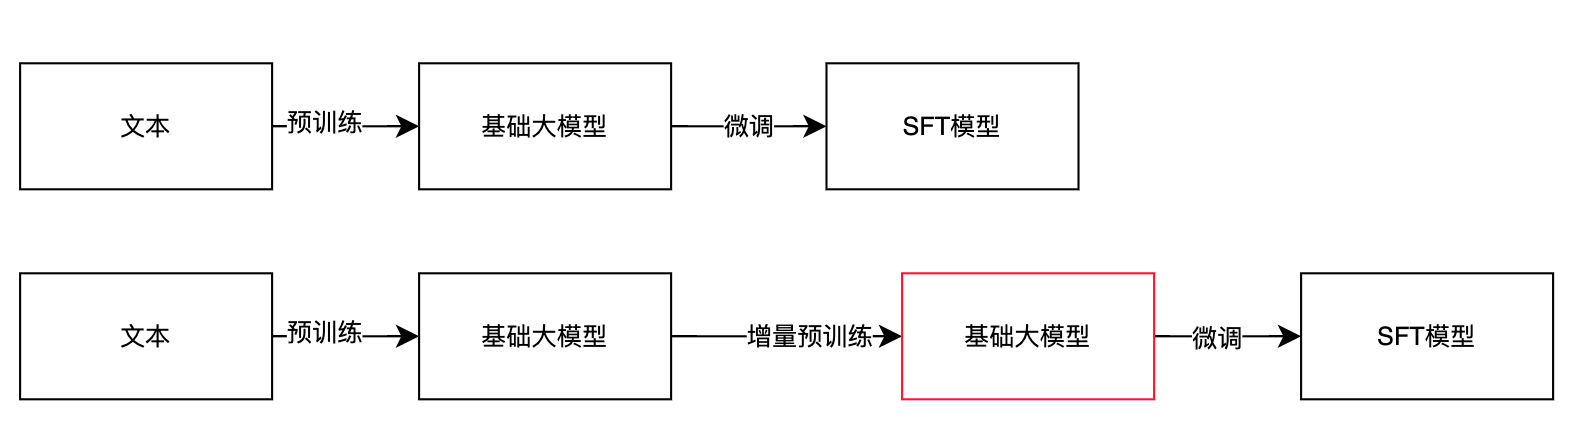 文本
预训练
基础大模型
微调
SFT模型
文本
预训练
基础大模型
增量预训练
基础大模型
微调
SFT模型